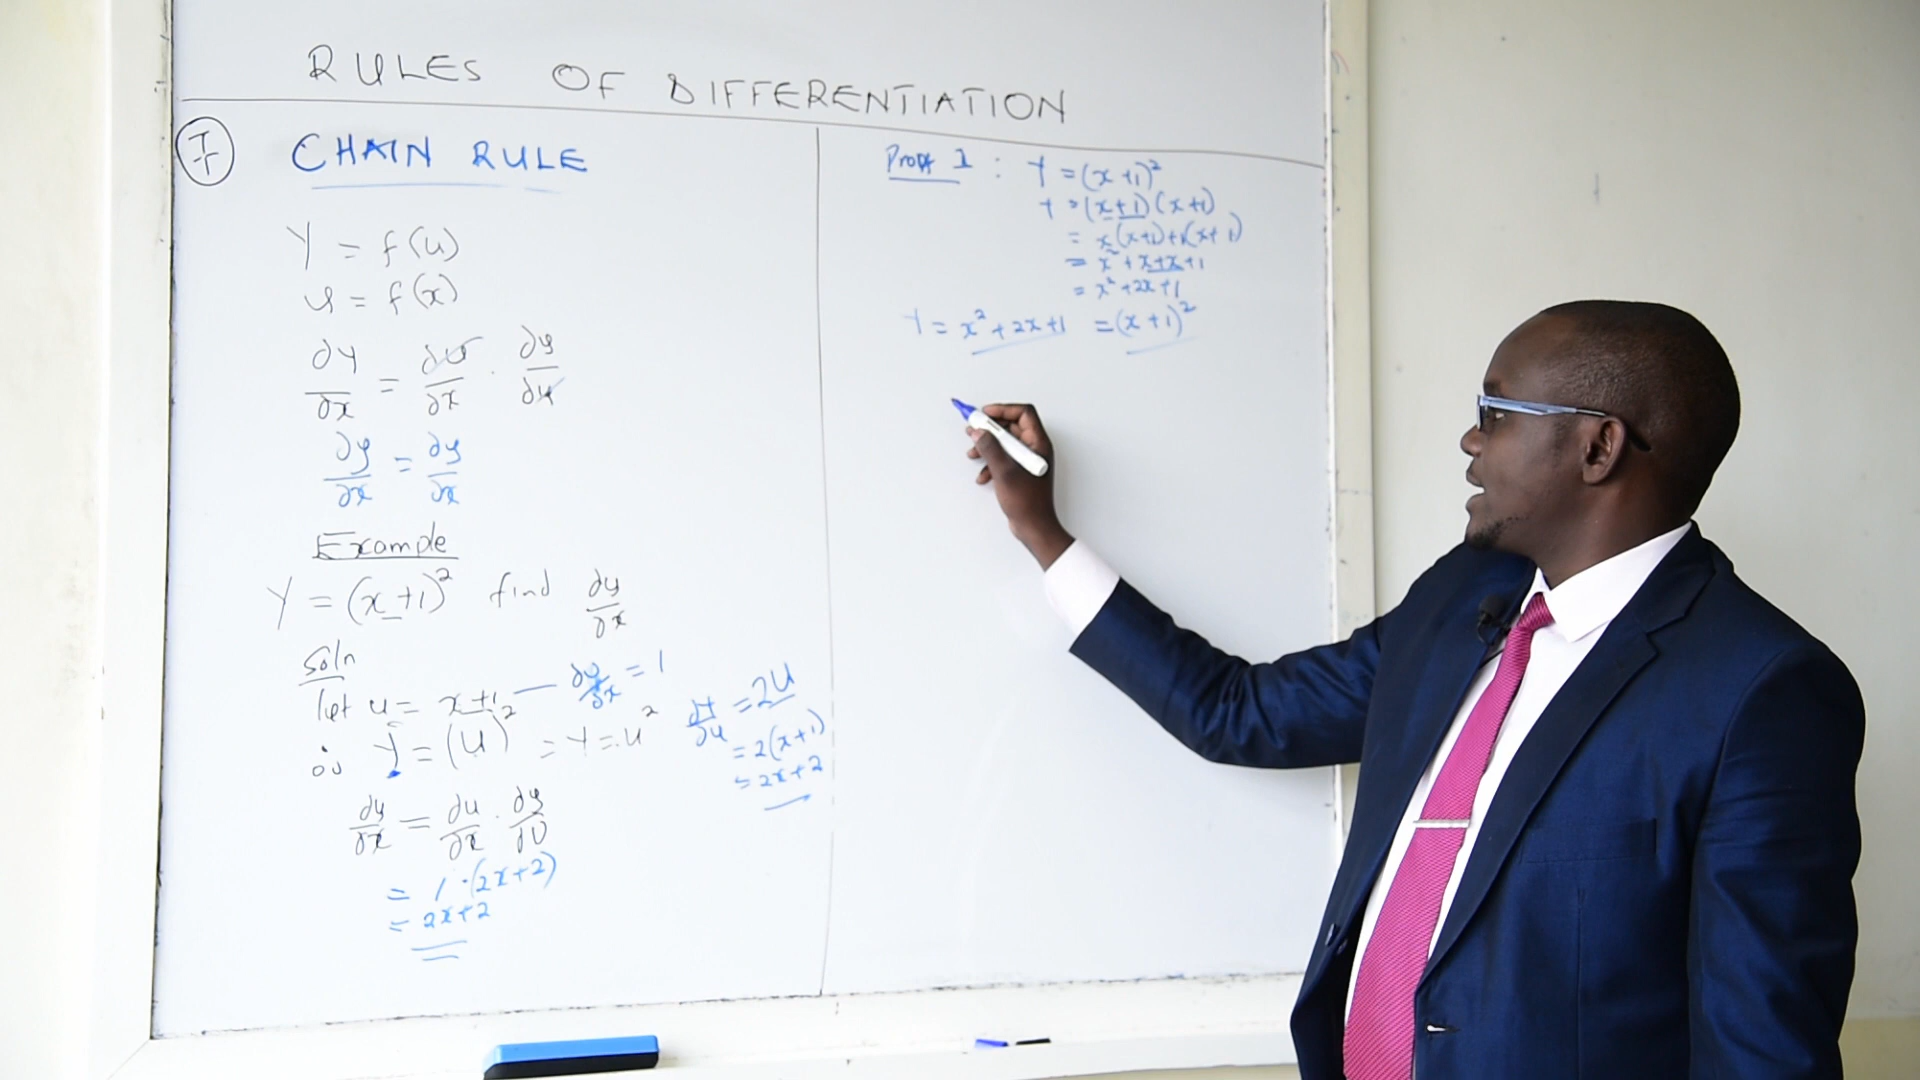 RULES OF DIFFERENTIATION
7 CHAIN RULE
Y = f(u)
u = f(x)
∂y/∂x = ∂u/∂x . ∂y/∂u
∂y/∂x = ∂y/∂x
Example
Y = (x+1)² find ∂y/∂x
Soln
let u = x+1 — ∂u/∂x = 1
Y = (u)² = Y = u²
∂y/∂x = ∂u/∂x . ∂y/∂u
= 1 . (2x+2)
= 2x+2
∂y/∂u = 2u
= 2(x+1)
= 2x+2
1 : Y = (x+1)²
Y = (x+1)(x+1)
= x(x+1)+1(x+1)
= x²+x+x+1
= x²+2x+1
Y = x²+2x+1 = (x+1)²